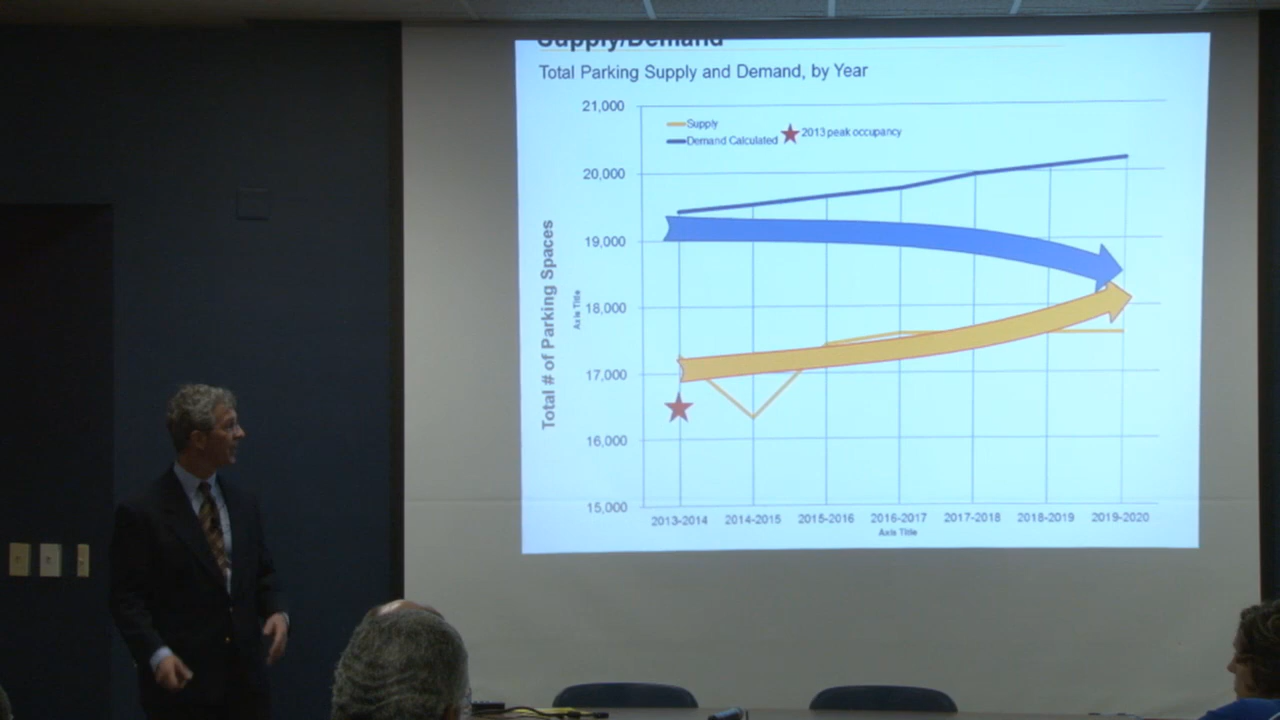 Supply/Demand
Total Parking Supply and Demand, by Year
21,000
20,000
19,000
18,000
17,000
16,000
15,000
Total # of Parking Spaces
Axis Title
Supply
Demand Calculated
2013 peak occupancy
2013-2014
2014-2015
2015-2016
2016-2017
2017-2018
2018-2019
2019-2020
Axis Title